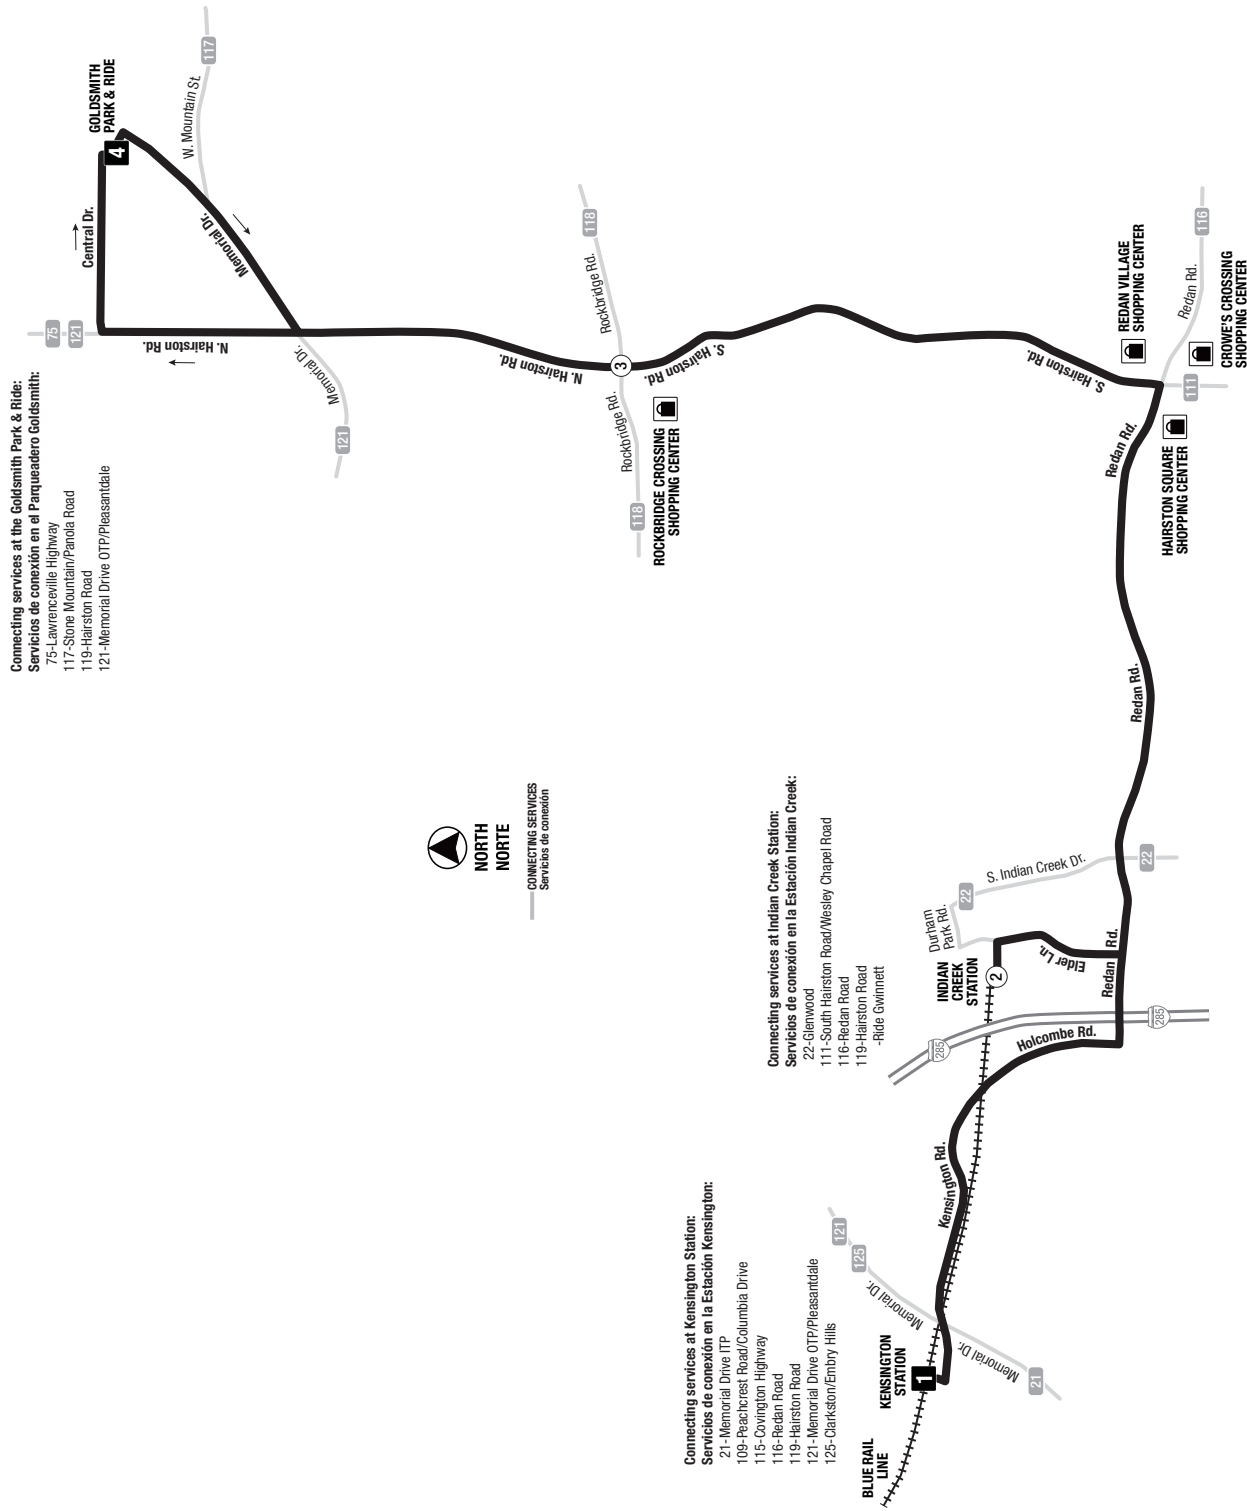 Connecting services at the Goldsmith Park & Ride:
Servicios de conexión en el Parqueadero Goldsmith:
75-Lawrenceville Highway
117-Stone Mountain/Panola Road
119-Hairston Road
121-Memorial Drive OTP/Pleasantdale
GOLDSMITH
PARK & RIDE
4
Central Dr.
75
121
N. Hairston Rd.
Memorial Dr.
W. Mountain St.
117
Memorial Dr.
121
N. Hairston Rd.
3
Rockbridge Rd.
118
Rockbridge Rd.
118
ROCKBRIDGE CROSSING
SHOPPING CENTER
S. Hairston Rd.
S. Hairston Rd.
REDAN VILLAGE
SHOPPING CENTER
Redan Rd.
116
CROWE'S CROSSING
SHOPPING CENTER
111
HAIRSTON SQUARE
SHOPPING CENTER
Redan Rd.
Redan Rd.
NORTH
NORTE
CONNECTING SERVICES
Servicios de conexión
Connecting services at Indian Creek Station:
Servicios de conexión en la Estación Indian Creek:
22-Glenwood
111-South Hairston Road/Wesley Chapel Road
116-Redan Road
119-Hairston Road
-Ride Gwinnett
22
S. Indian Creek Dr.
22
Durham
Park Rd.
INDIAN
CREEK
STATION
2
Elder Ln.
Redan Rd.
285
285
Holcombe Rd.
Kensington Rd.
Connecting services at Kensington Station:
Servicios de conexión en la Estación Kensington:
21-Memorial Drive ITP
109-Peachcrest Road/Columbia Drive
115-Covington Highway
116-Redan Road
119-Hairston Road
121-Memorial Drive OTP/Pleasantdale
125-Clarkston/Embry Hills
121
125
Memorial Dr.
Memorial Dr.
21
KENSINGTON
STATION
1
BLUE RAIL
LINE